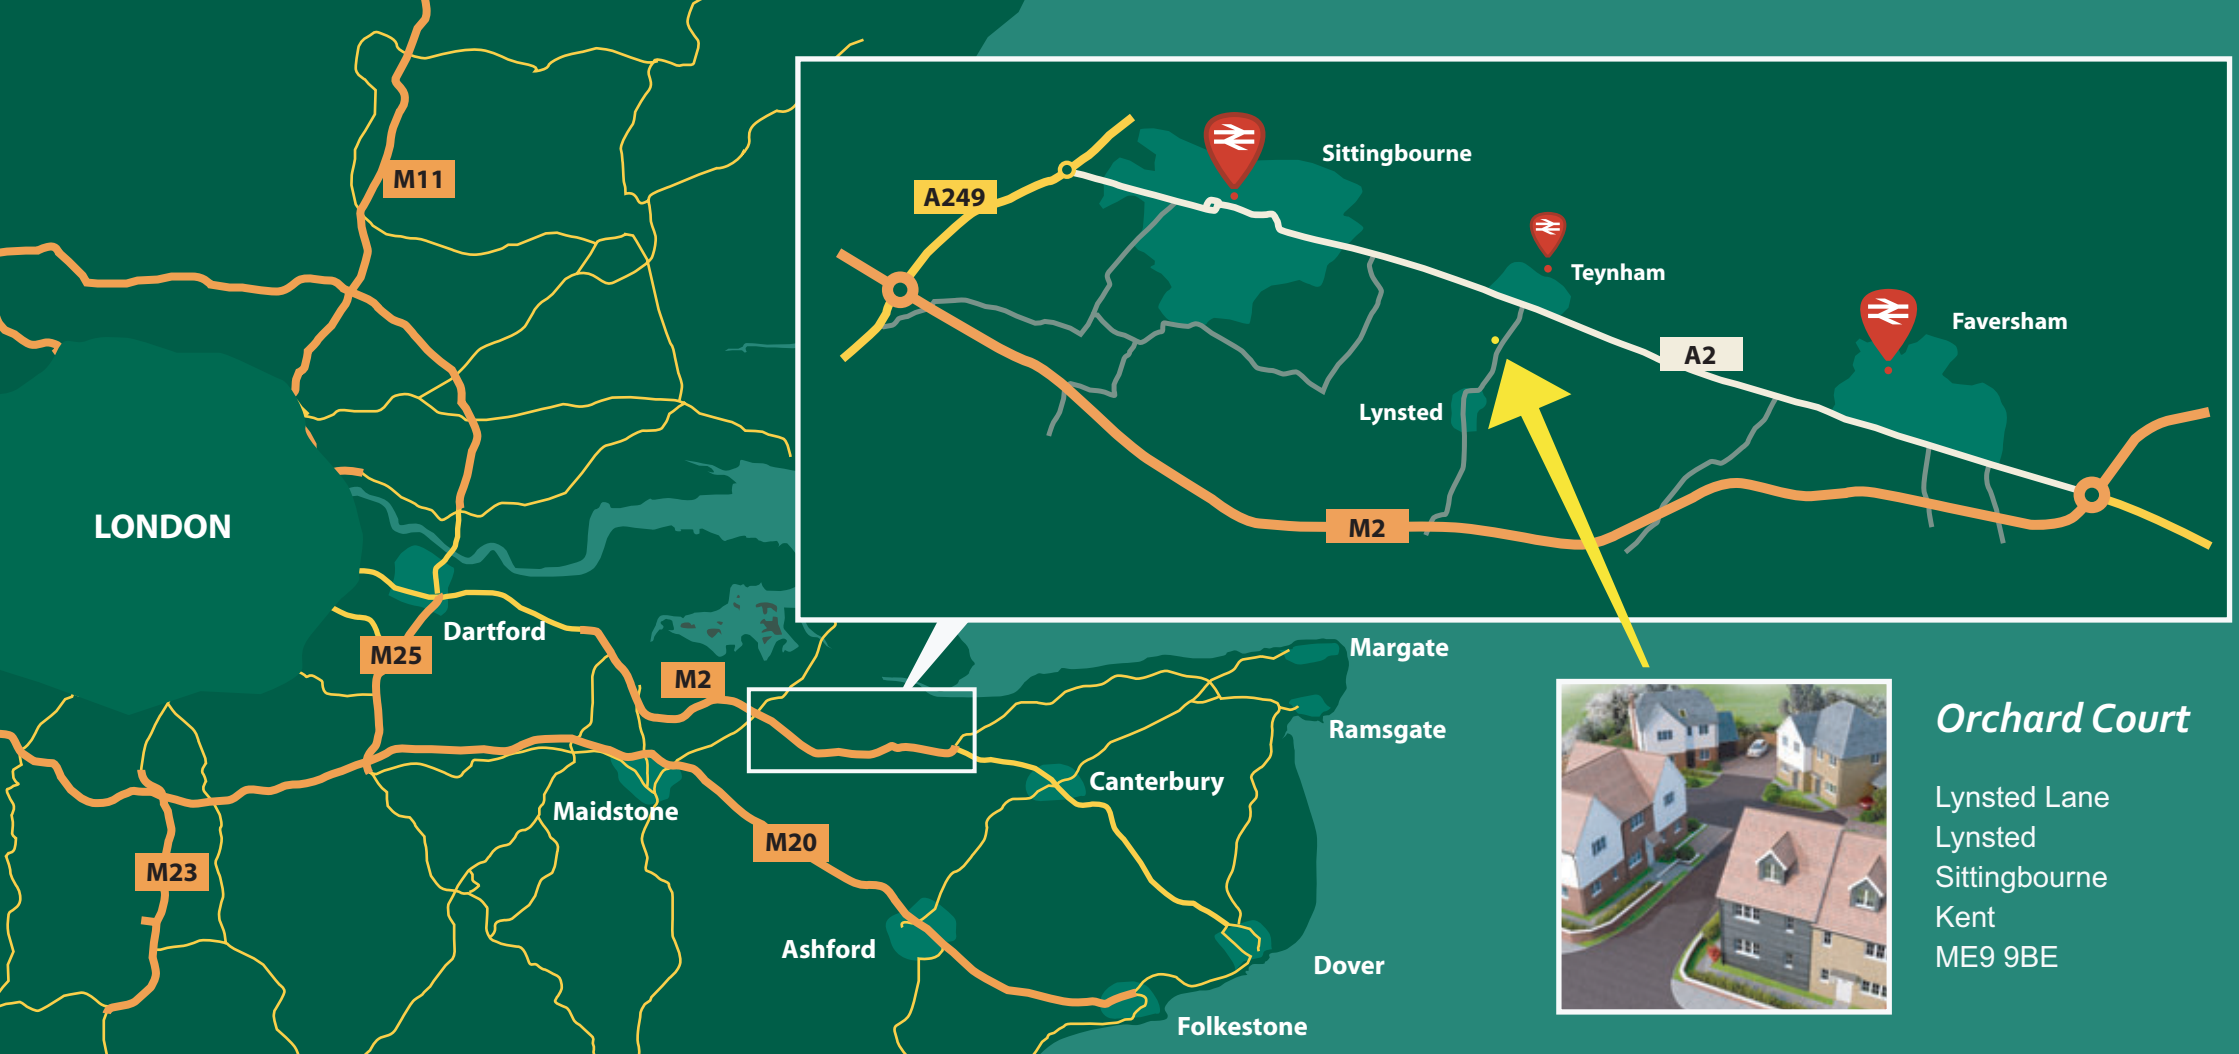 M11
A249
Sittingbourne
Teynham
Faversham
A2
Lynsted
M2
LONDON
Dartford
M25
M2
Margate
Ramsgate
Canterbury
Maidstone
M20
M23
Ashford
Dover
Folkestone
Orchard Court
Lynsted Lane
Lynsted
Sittingbourne
Kent
ME9 9BE